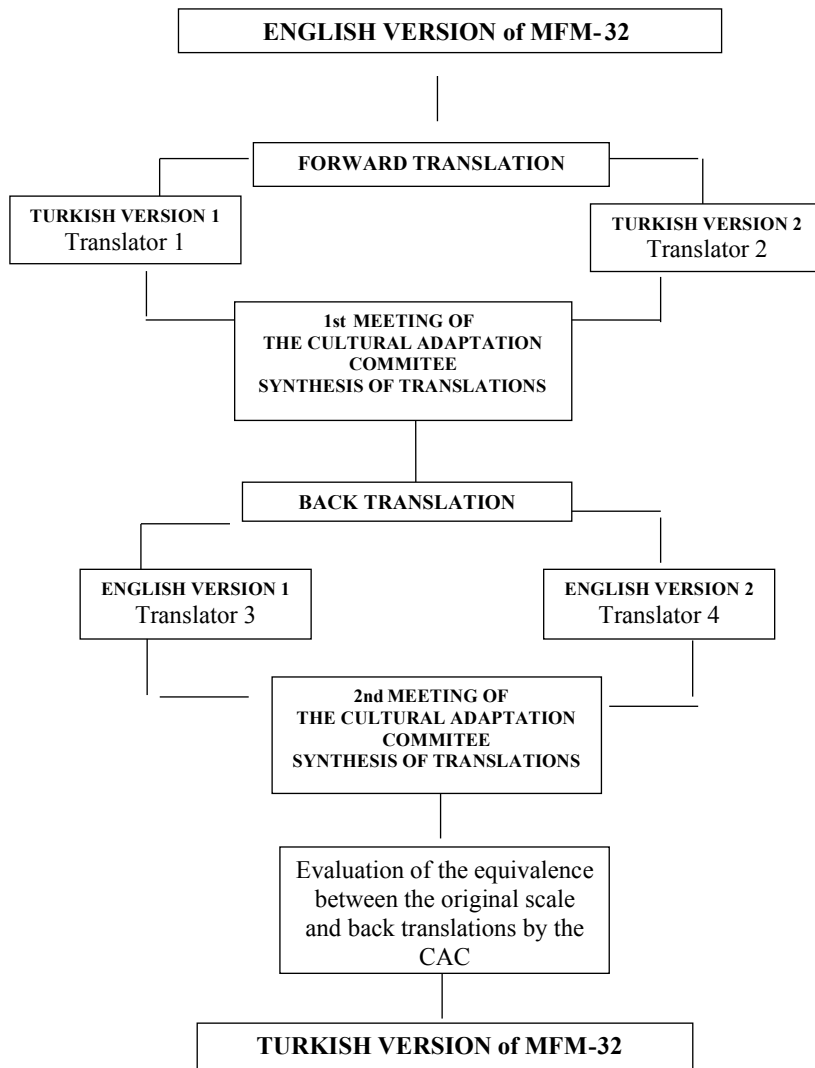 ENGLISH VERSION of MFM-32
FORWARD TRANSLATION
TURKISH VERSION 1
Translator 1
TURKISH VERSION 2
Translator 2
1st MEETING OF
THE CULTURAL ADAPTATION
COMMITEE
SYNTHESIS OF TRANSLATIONS
BACK TRANSLATION
ENGLISH VERSION 1
Translator 3
ENGLISH VERSION 2
Translator 4
2nd MEETING OF
THE CULTURAL ADAPTATION
COMMITEE
SYNTHESIS OF TRANSLATIONS
Evaluation of the equivalence
between the original scale
and back translations by the
CAC
TURKISH VERSION of MFM-32